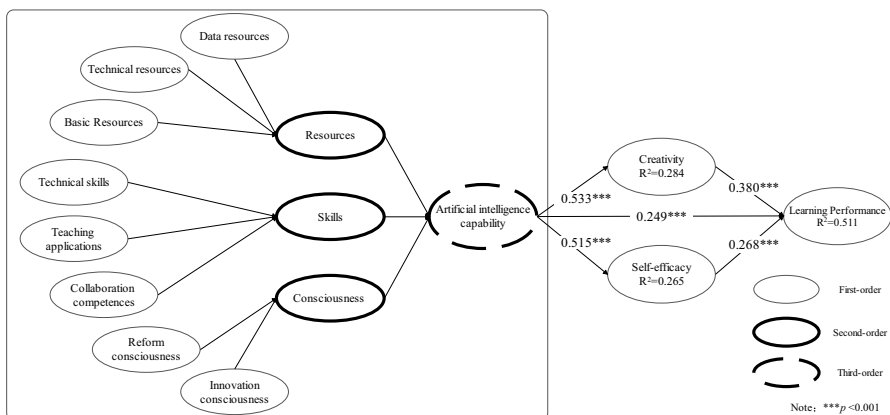 Data resources
Technical resources
Basic Resources
Resources
Technical skills
Teaching
applications
Collaboration
competences
Skills
Reform
consciousness
Innovation
consciousness
Consciousness
Artificial intelligence
capability
0.533***
0.249***
0.515***
Creativity
R²=0.284
Self-efficacy
R²=0.265
0.380***
0.268***
Learning Performance
R²=0.511
First-order
Second-order
Third-order
Note；***p <0.001